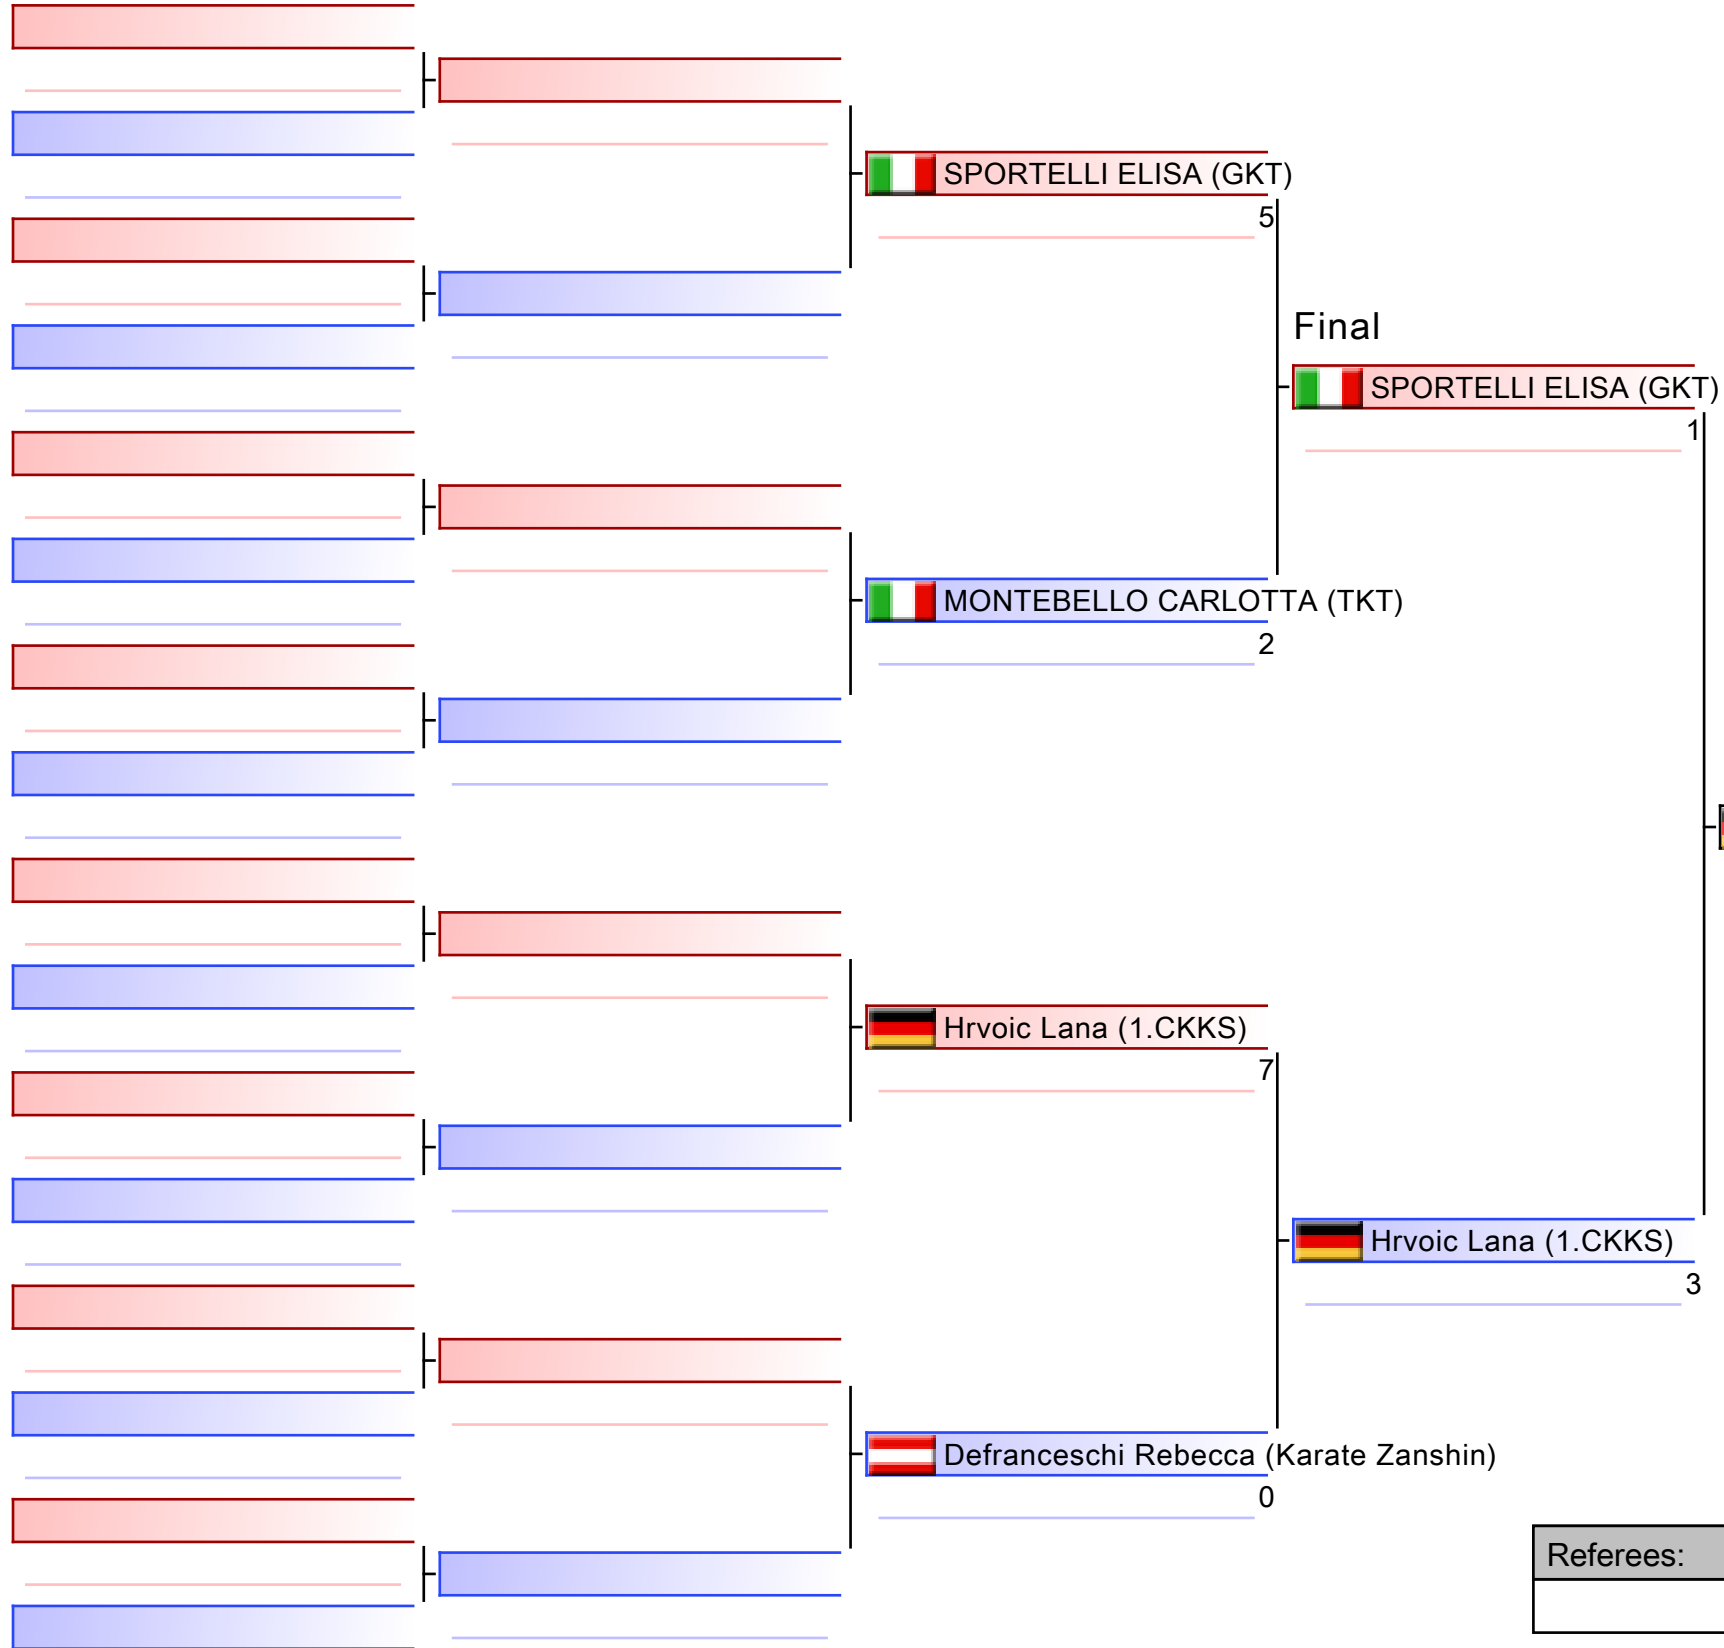 SPORTELLI ELISA (GKT)
5
Final
SPORTELLI ELISA (GKT)
1
MONTEBELLO CARLOTTA (TKT)
2
Hrvoic Lana (1.CKKS)
7
Hrvoic Lana (1.CKKS)
3
Defranceschi Rebecca (Karate Zanshin)
0
Referees: